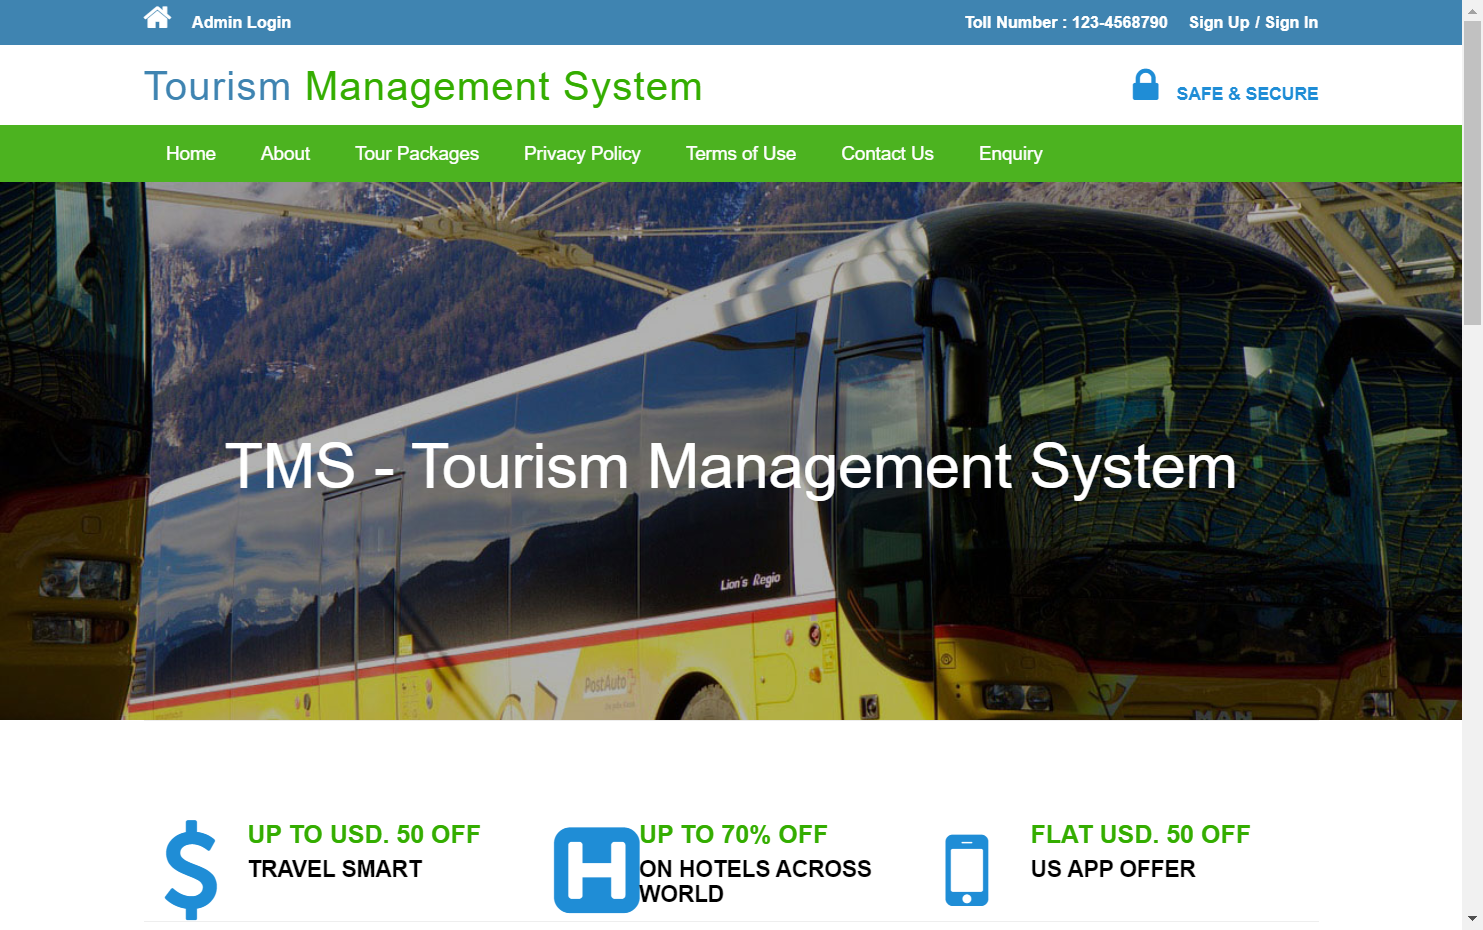 Admin Login
Toll Number : 123-4568790
Sign Up / Sign In
Tourism Management System
SAFE & SECURE
Home
About
Tour Packages
Privacy Policy
Terms of Use
Contact Us
Enquiry
TMS - Tourism Management System
Lion's Regio
PostAuto
MAN
UP TO USD. 50 OFF
TRAVEL SMART
UP TO 70% OFF
ON HOTELS ACROSS
WORLD
FLAT USD. 50 OFF
US APP OFFER